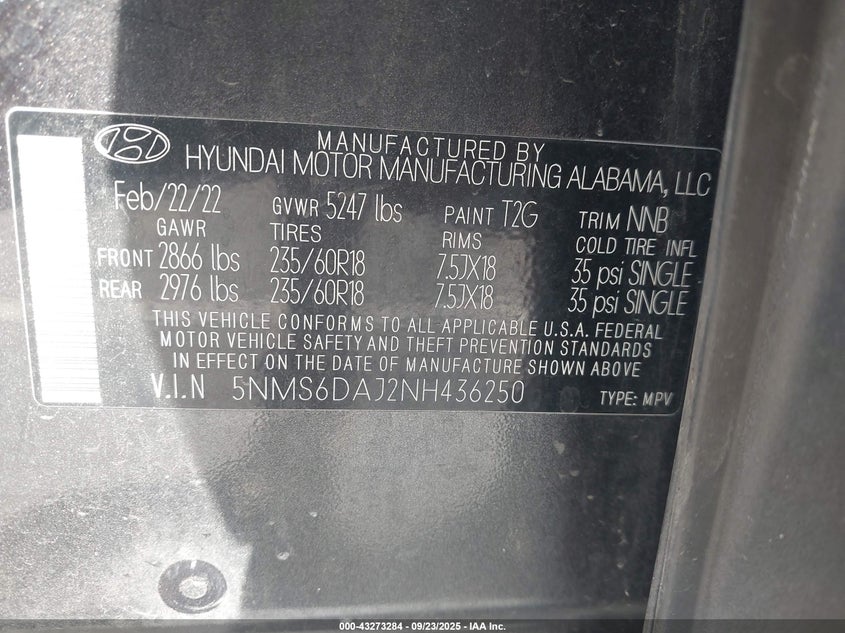 MANUFACTURED BY
HYUNDAI MOTOR MANUFACTURING ALABAMA, LLC
Feb/22/22 GVWR 5247 lbs PAINT T2G TRIM NNB
GAWR TIRES RIMS COLD TIRE INFL
FRONT 2866 lbs 235/60R18 7.5JX18 35 psi SINGLE
REAR 2976 lbs 235/60R18 7.5JX18 35 psi SINGLE
THIS VEHICLE CONFORMS TO ALL APPLICABLE U.S.A. FEDERAL
MOTOR VEHICLE SAFETY AND THEFT PREVENTION STANDARDS
IN EFFECT ON THE DATE OF MANUFACTURE SHOWN ABOVE
V.I.N 5NMS6DAJ2NH436250 TYPE: MPV
000-43273284 - 09/23/2025 - IAA Inc.